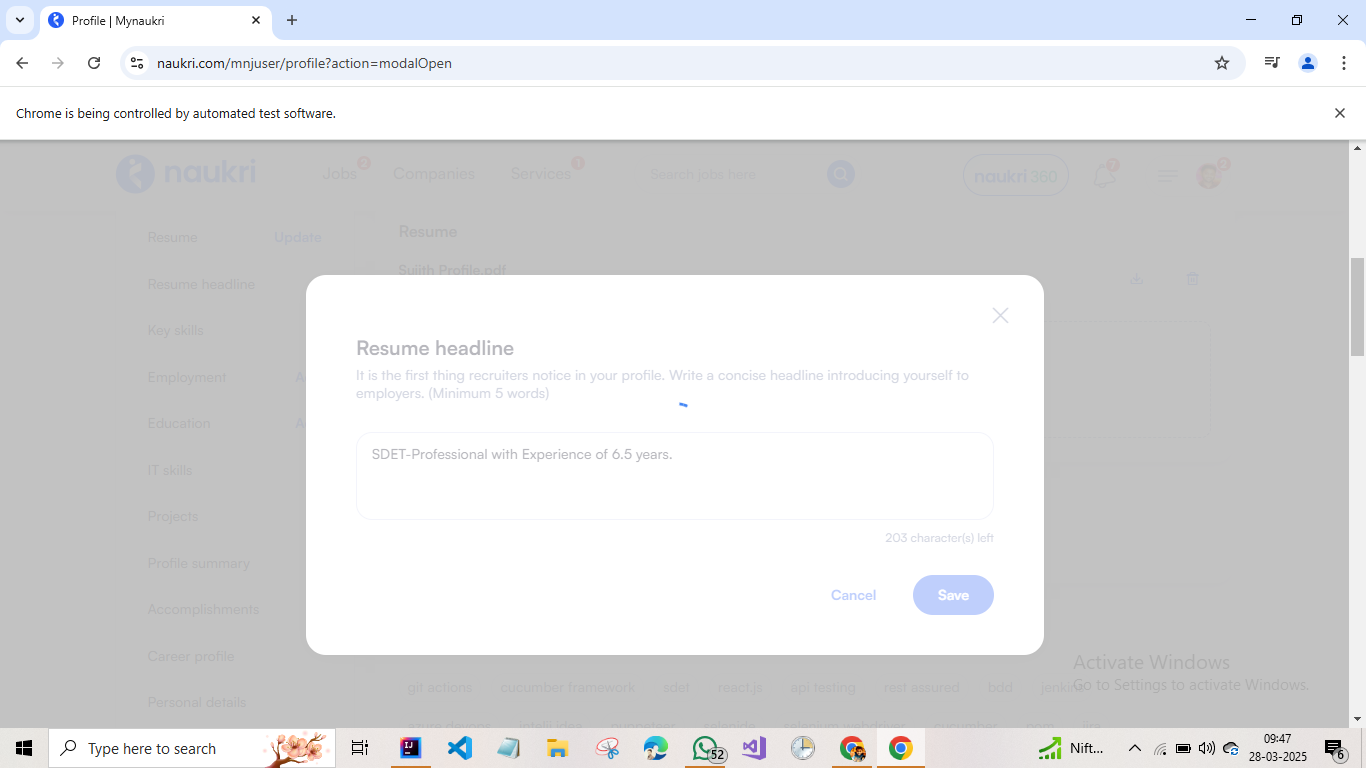 Profile | Mynaukri
naukri.com/mnjuser/profile?action=modalOpen
Chrome is being controlled by automated test software.
naukri
Jobs
Companies
Services
1
Search jobs here
naukri 360
Resume
Update
Resume
Sujith Profile.pdf
Resume headline
Key skills
Employment
Education
IT skills
Projects
Profile summary
Accomplishments
Career profile
Personal details
Resume headline
It is the first thing recruiters notice in your profile. Write a concise headline introducing yourself to
employers. (Minimum 5 words)
SDET-Professional with Experience of 6.5 years.
203 character(s) left
Cancel
Save
git actions cucumber framework sdet react.js api testing rest assured bdd jenkins
azure devops intellij idea puppeteer selenide selenium webdriver cucumber npm jira
Activate Windows
Go to Settings to activate Windows.
Type here to search
52
Nift...
09:47
28-03-2025
6